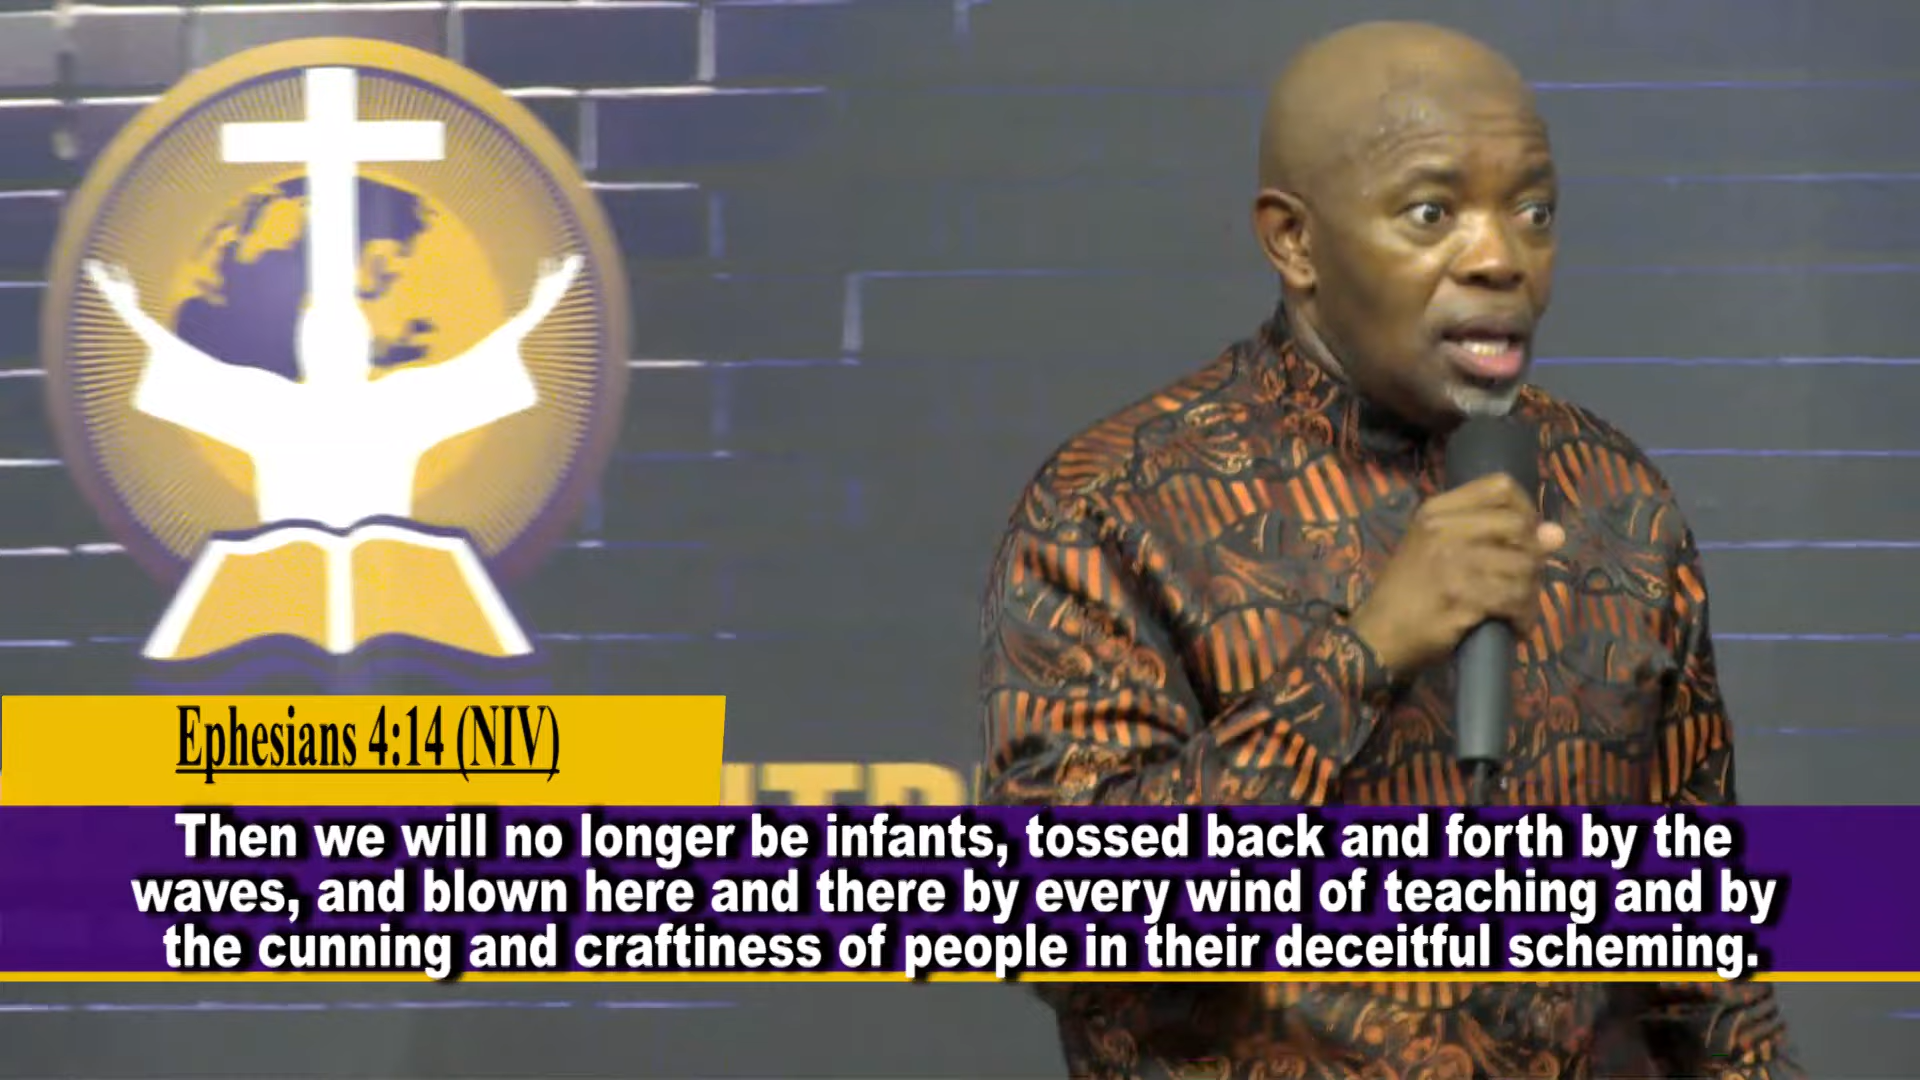 Ephesians 4:14 (NIV)
Then we will no longer be infants, tossed back and forth by the
waves, and blown here and there by every wind of teaching and by
the cunning and craftiness of people in their deceitful scheming.